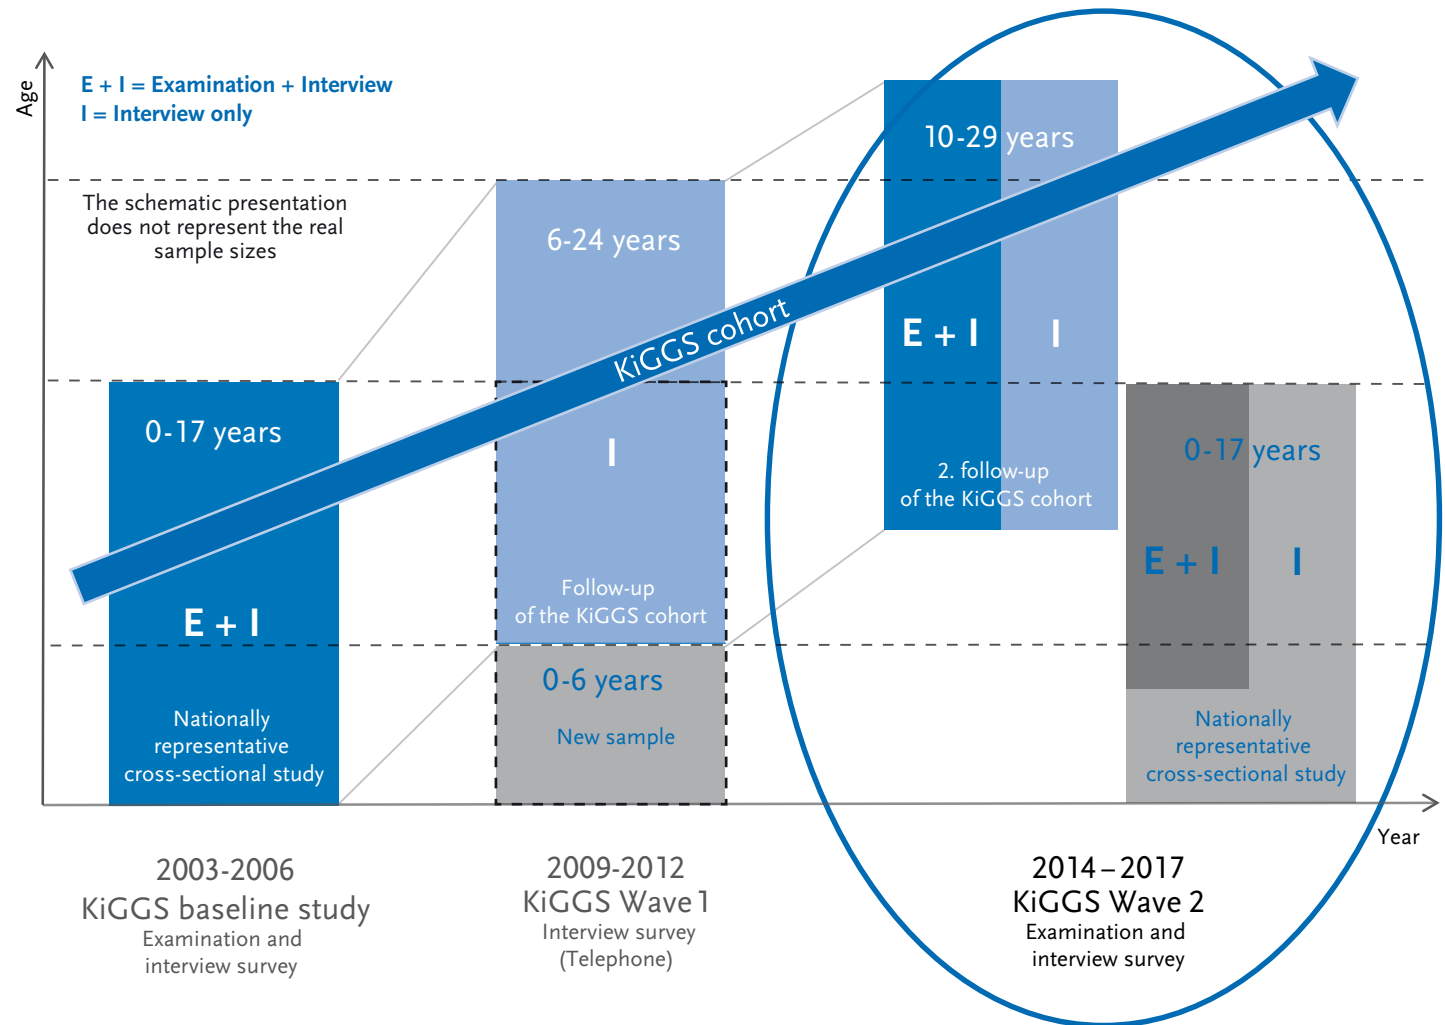 Age
E + I = Examination + Interview
I = Interview only
The schematic presentation
does not represent the real
sample sizes
0-17 years
E + I
Nationally
representative
cross-sectional study
6-24 years
KiGGS cohort
I
Follow-up
of the KiGGS cohort
0-6 years
New sample
10-29 years
E + I
I
2. follow-up
of the KiGGS cohort
0-17 years
E + I
I
Nationally
representative
cross-sectional study
Year
2003-2006
KiGGS baseline study
Examination and
interview survey
2009-2012
KiGGS Wave 1
Interview survey
(Telephone)
2014–2017
KiGGS Wave 2
Examination and
interview survey